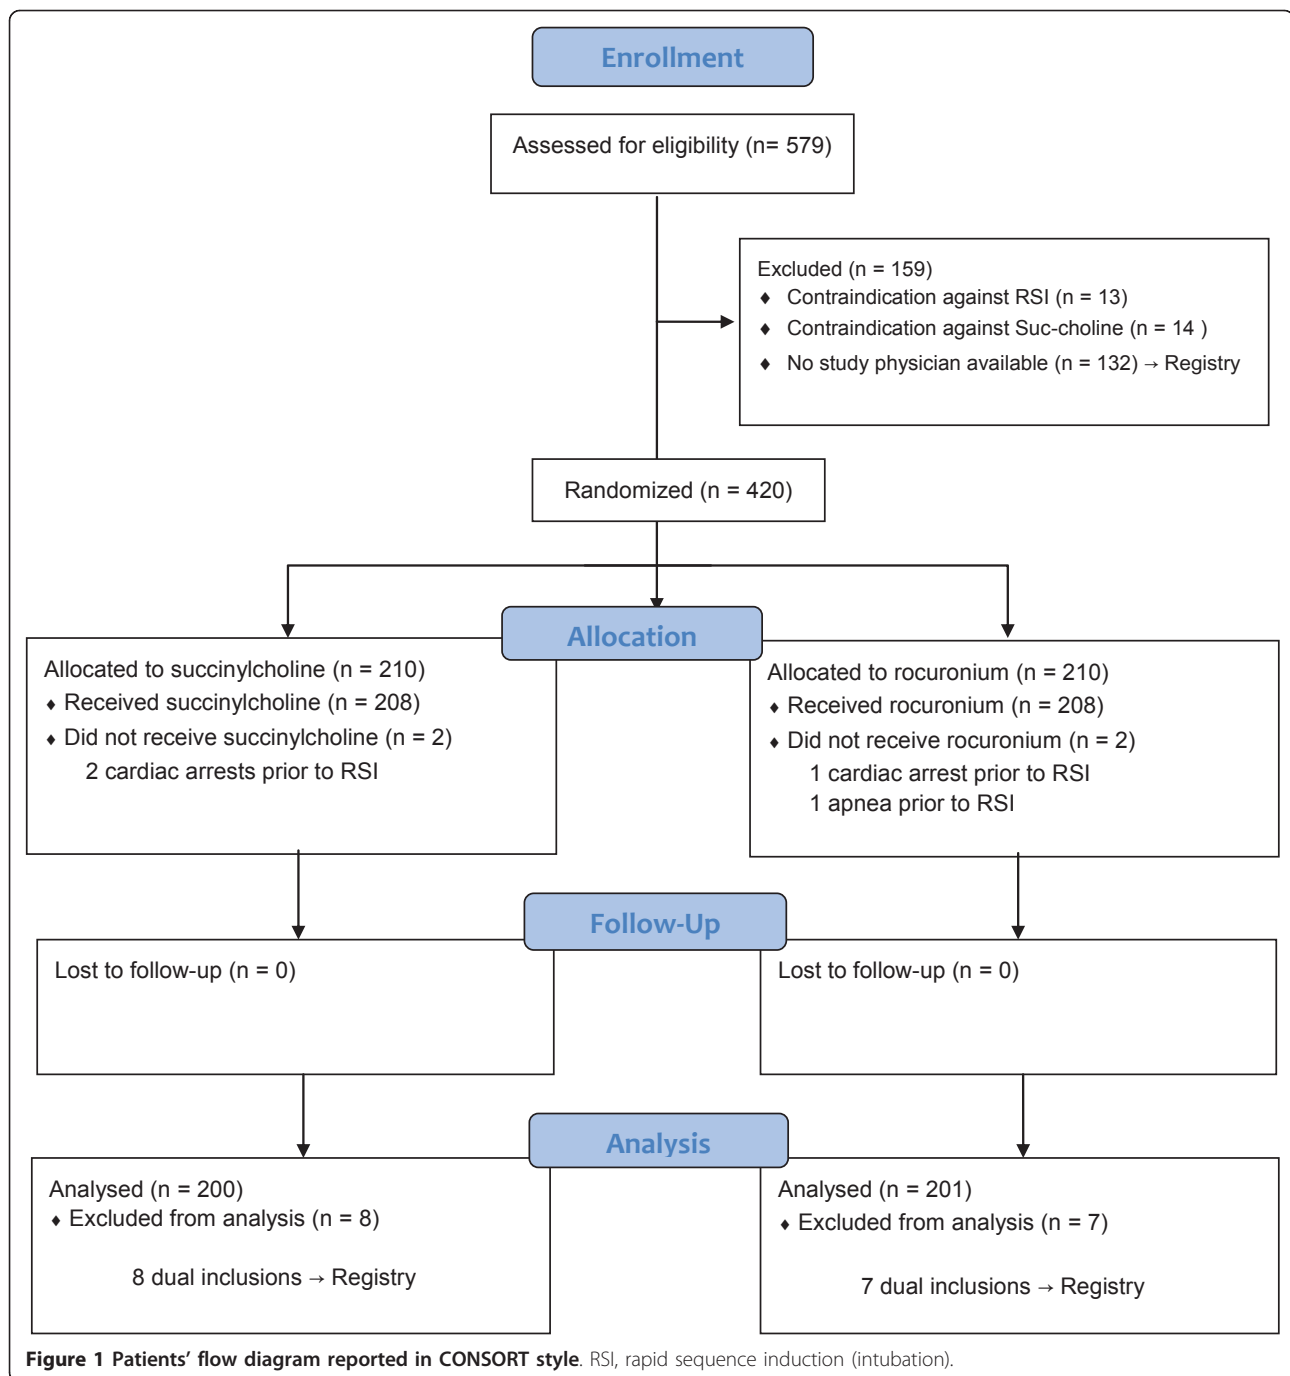 Enrollment
Assessed for eligibility (n= 579)
Excluded (n = 159)
♦ Contraindication against RSI (n = 13)
♦ Contraindication against Suc-choline (n = 14 )
♦ No study physician available (n = 132) → Registry
Randomized (n = 420)
Allocation
Allocated to succinylcholine (n = 210)
♦ Received succinylcholine (n = 208)
♦ Did not receive succinylcholine (n = 2)
2 cardiac arrests prior to RSI
Allocated to rocuronium (n = 210)
♦ Received rocuronium (n = 208)
♦ Did not receive rocuronium (n = 2)
1 cardiac arrest prior to RSI
1 apnea prior to RSI
Follow-Up
Lost to follow-up (n = 0)
Lost to follow-up (n = 0)
Analysis
Analysed (n = 200)
♦ Excluded from analysis (n = 8)
8 dual inclusions → Registry
Analysed (n = 201)
♦ Excluded from analysis (n = 7)
7 dual inclusions → Registry
Figure 1 Patients' flow diagram reported in CONSORT style. RSI, rapid sequence induction (intubation).